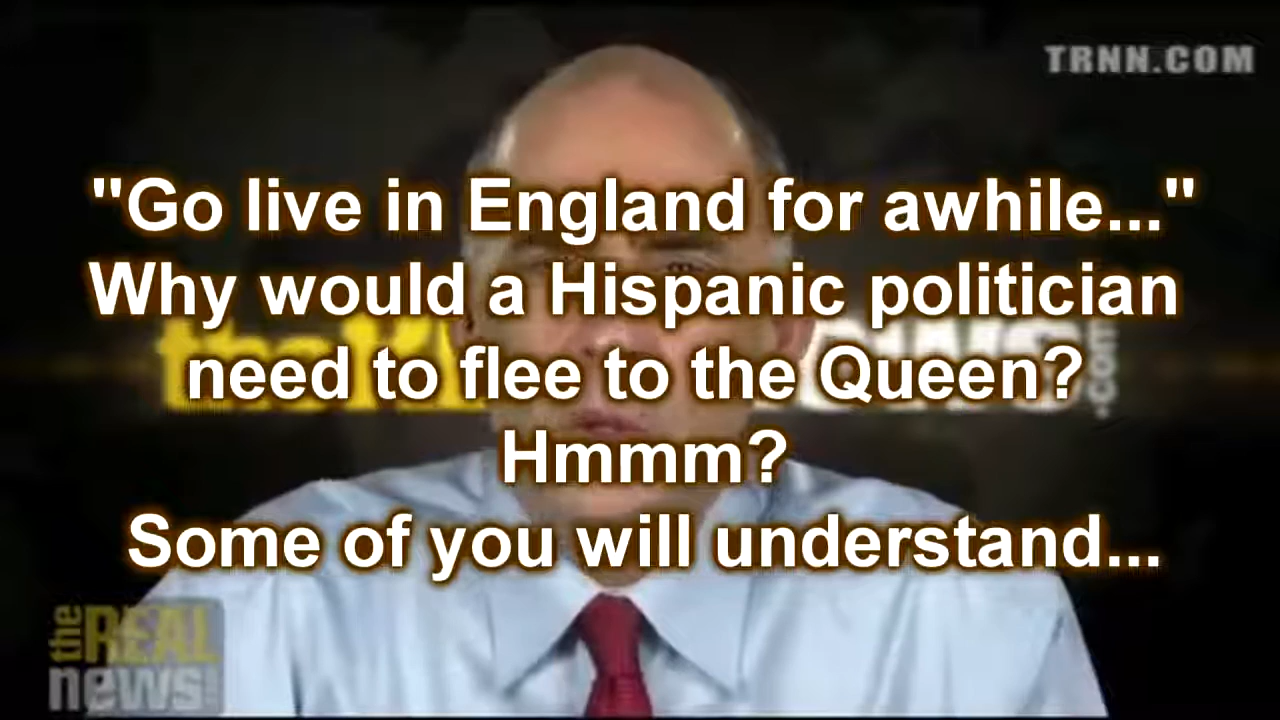 TRNN.COM
"Go live in England for awhile..."
Why would a Hispanic politician
need to flee to the Queen?
Hmmm?
Some of you will understand...
.com
the
REAL
news